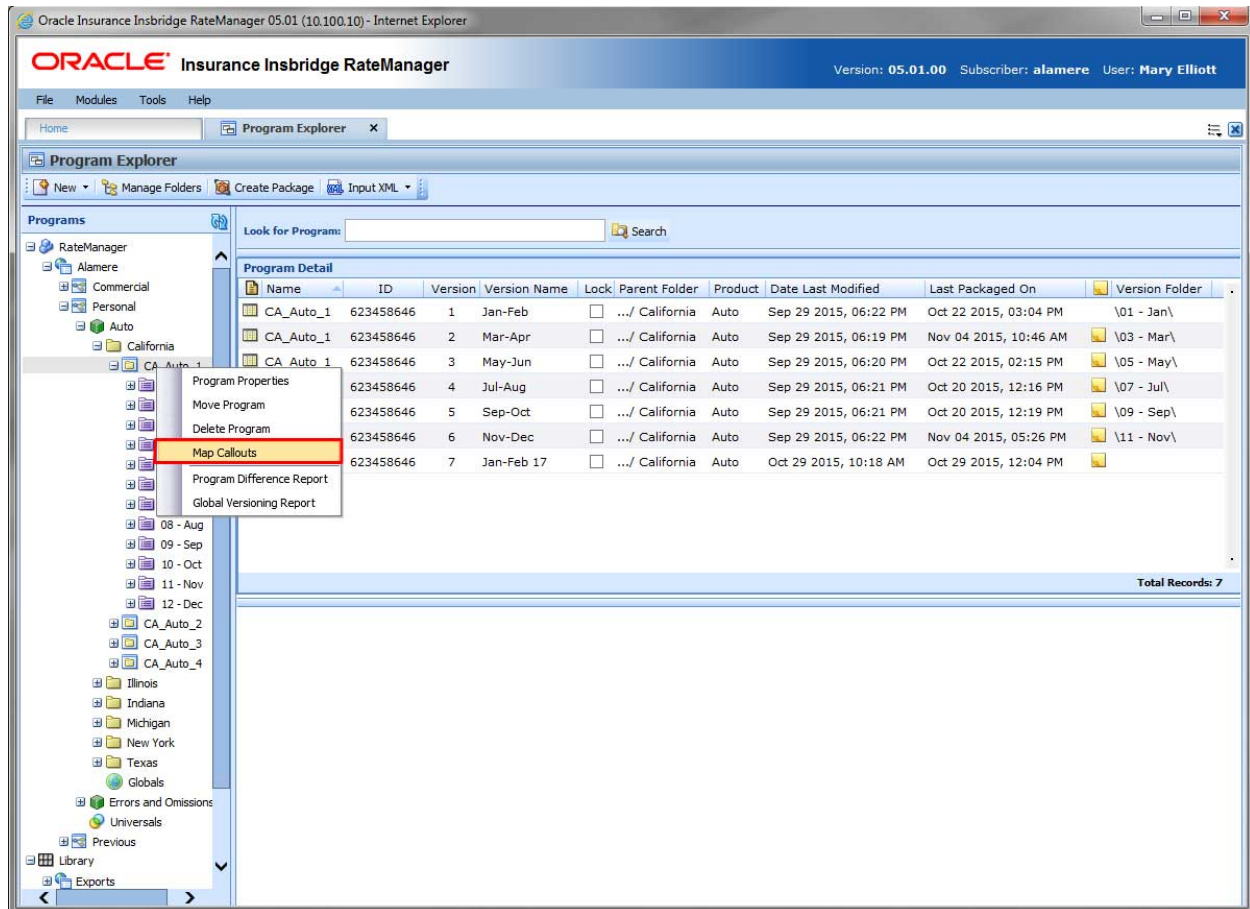 Oracle Insurance Insbridge RateManager 05.01 (10.100.10) - Internet Explorer
ORACLE Insurance Insbridge RateManager
Version: 05.01.00 Subscriber: alamere User: Mary Elliott
File Modules Tools Help
Home Program Explorer x
Program Explorer
New Manage Folders Create Package Input XML
Programs
RateManager
Alamere
Commercial
Personal
Auto
California
CA_Auto_1
08 - Aug
09 - Sep
10 - Oct
11 - Nov
12 - Dec
CA_Auto_2
CA_Auto_3
CA_Auto_4
Illinois
Indiana
Michigan
New York
Texas
Globals
Errors and Omissions
Universals
Previous
Library
Exports
Program Properties
Move Program
Delete Program
Map Callouts
Program Difference Report
Global Versioning Report
Look for Program: Search
Program Detail
Name ID Version Version Name Lock Parent Folder Product Date Last Modified Last Packaged On Version Folder
CA_Auto_1 623458646 1 Jan-Feb .../ California Auto Sep 29 2015, 06:22 PM Oct 22 2015, 03:04 PM \01 - Jan\
CA_Auto_1 623458646 2 Mar-Apr .../ California Auto Sep 29 2015, 06:19 PM Nov 04 2015, 10:46 AM \03 - Mar\
CA_Auto_1 623458646 3 May-Jun .../ California Auto Sep 29 2015, 06:20 PM Oct 22 2015, 02:15 PM \05 - May\
623458646 4 Jul-Aug .../ California Auto Sep 29 2015, 06:21 PM Oct 20 2015, 12:16 PM \07 - Jul\
623458646 5 Sep-Oct .../ California Auto Sep 29 2015, 06:21 PM Oct 20 2015, 12:19 PM \09 - Sep\
623458646 6 Nov-Dec .../ California Auto Sep 29 2015, 06:22 PM Nov 04 2015, 05:26 PM \11 - Nov\
623458646 7 Jan-Feb 17 .../ California Auto Oct 29 2015, 10:18 AM Oct 29 2015, 12:04 PM
Total Records: 7